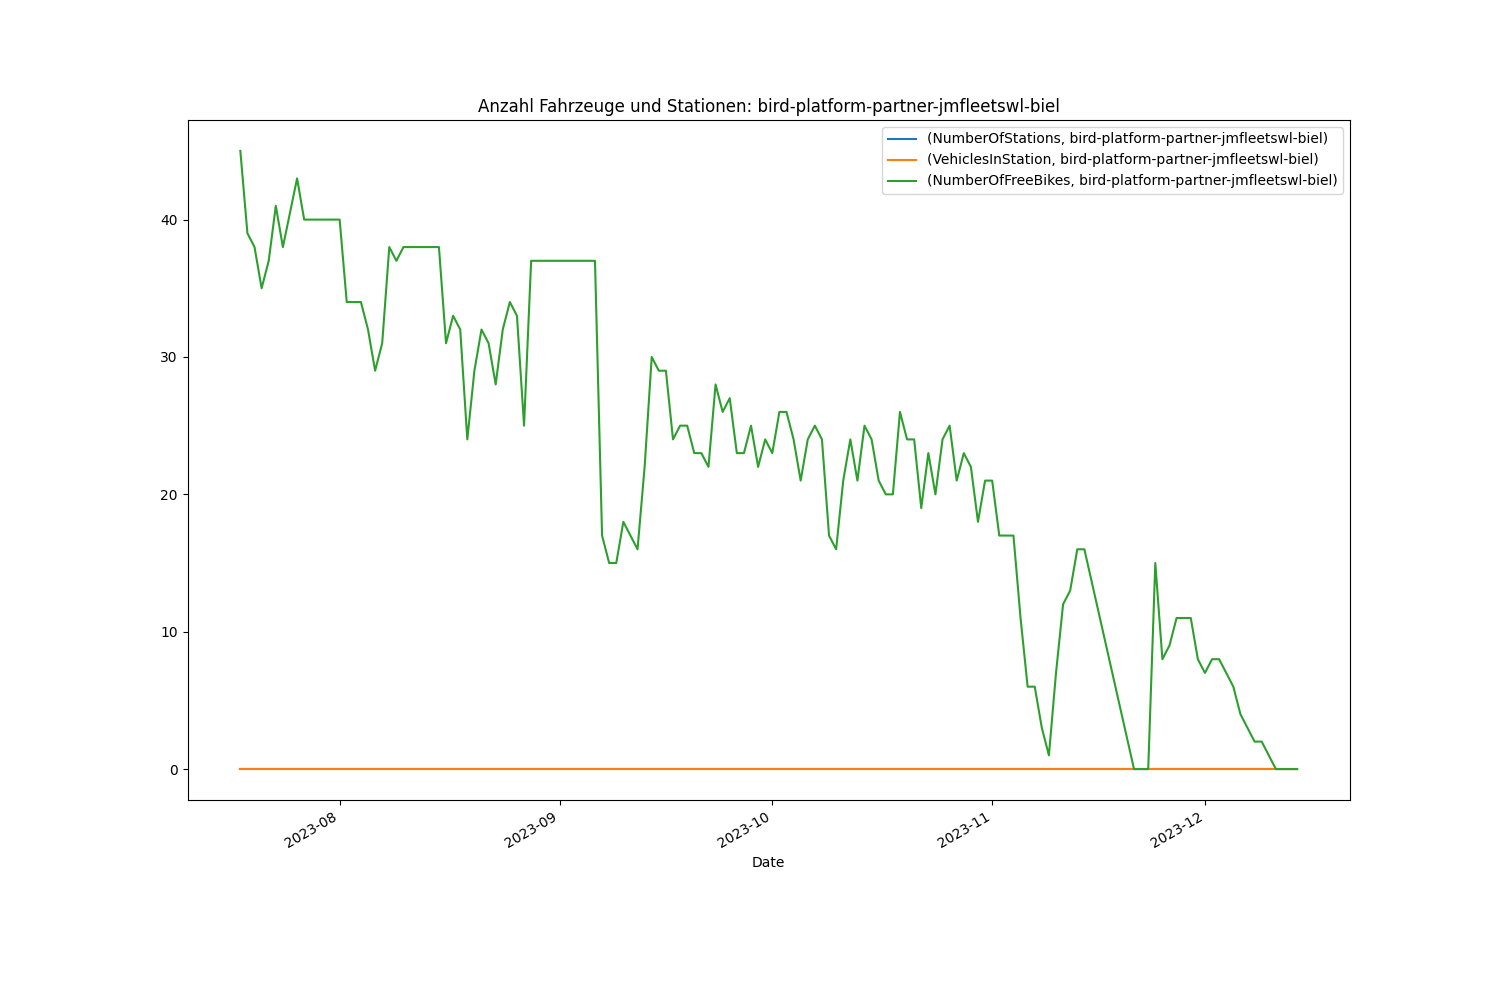 Anzahl Fahrzeuge und Stationen: bird-platform-partner-jmfleetswl-biel
(NumberOfStations, bird-platform-partner-jmfleetswl-biel)
(VehiclesInStation, bird-platform-partner-jmfleetswl-biel)
(NumberOfFreeBikes, bird-platform-partner-jmfleetswl-biel)
40
30
20
10
0
2023-08
2023-09
2023-10
2023-11
2023-12
Date